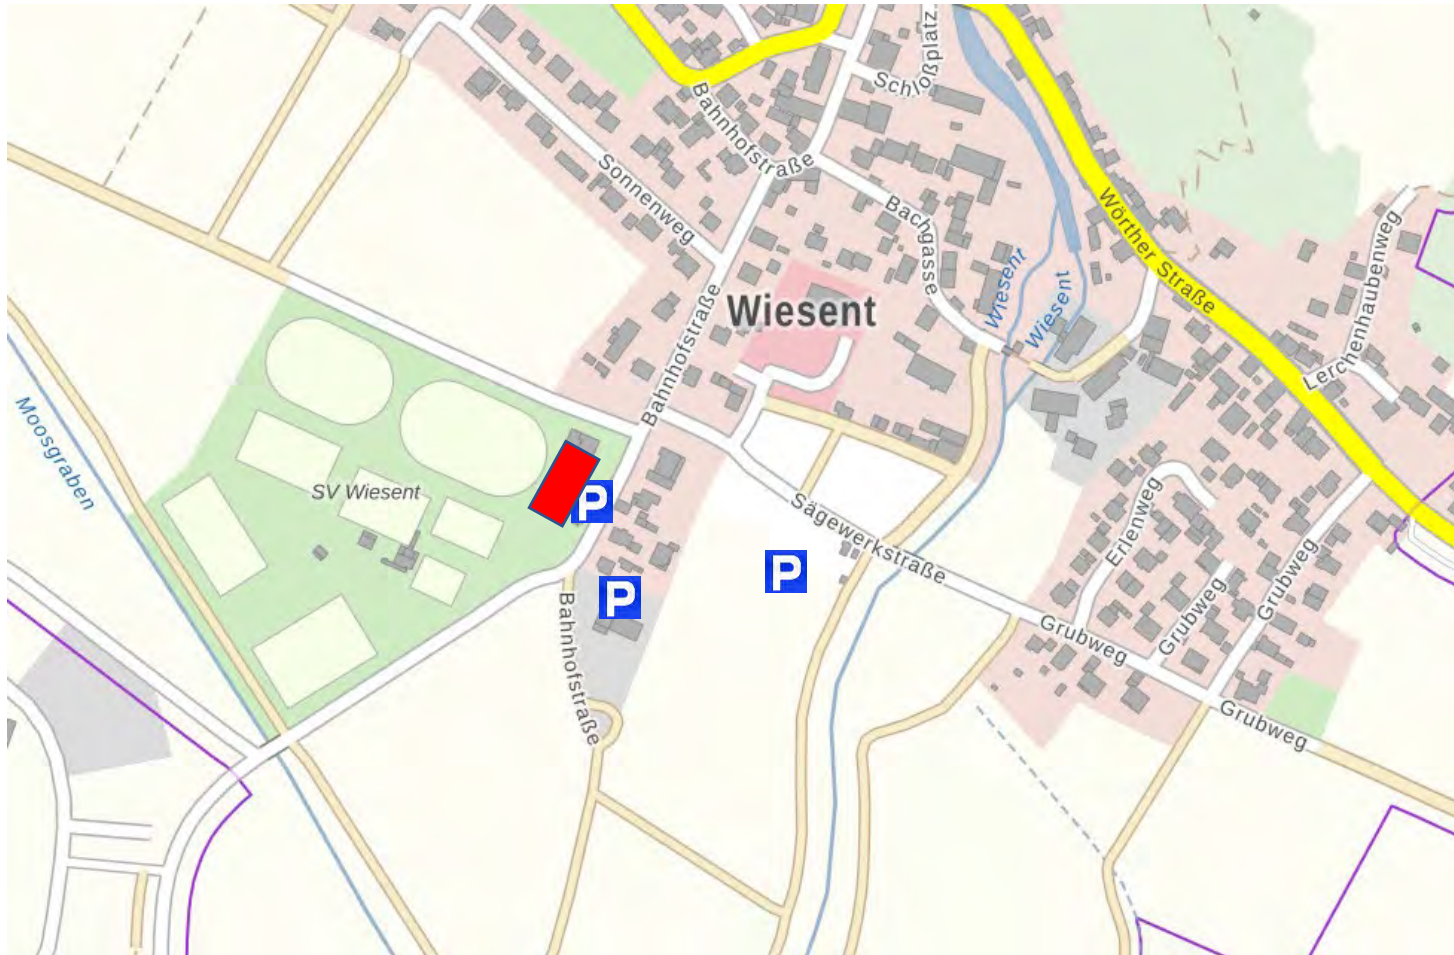 Schloßplatz
Bahnhofstraße
Sonnenweg
Bachgasse
Wörther Straße
Lerchenhaubenweg
Wiesent
Wiesent
Wiesent
Bahnhofstraße
Moosgraben
SV Wiesent
P
Sägewerkstraße
P
P
Bahnhofstraße
Erlenweg
Grubweg
Grubweg
Grubweg
Grubweg